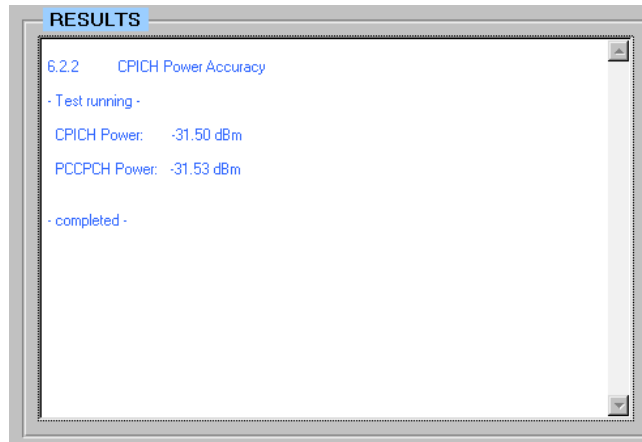 RESULTS
6.2.2 CPICH Power Accuracy
- Test running -
CPICH Power: -31.50 dBm
PCCPCH Power: -31.53 dBm
- completed -